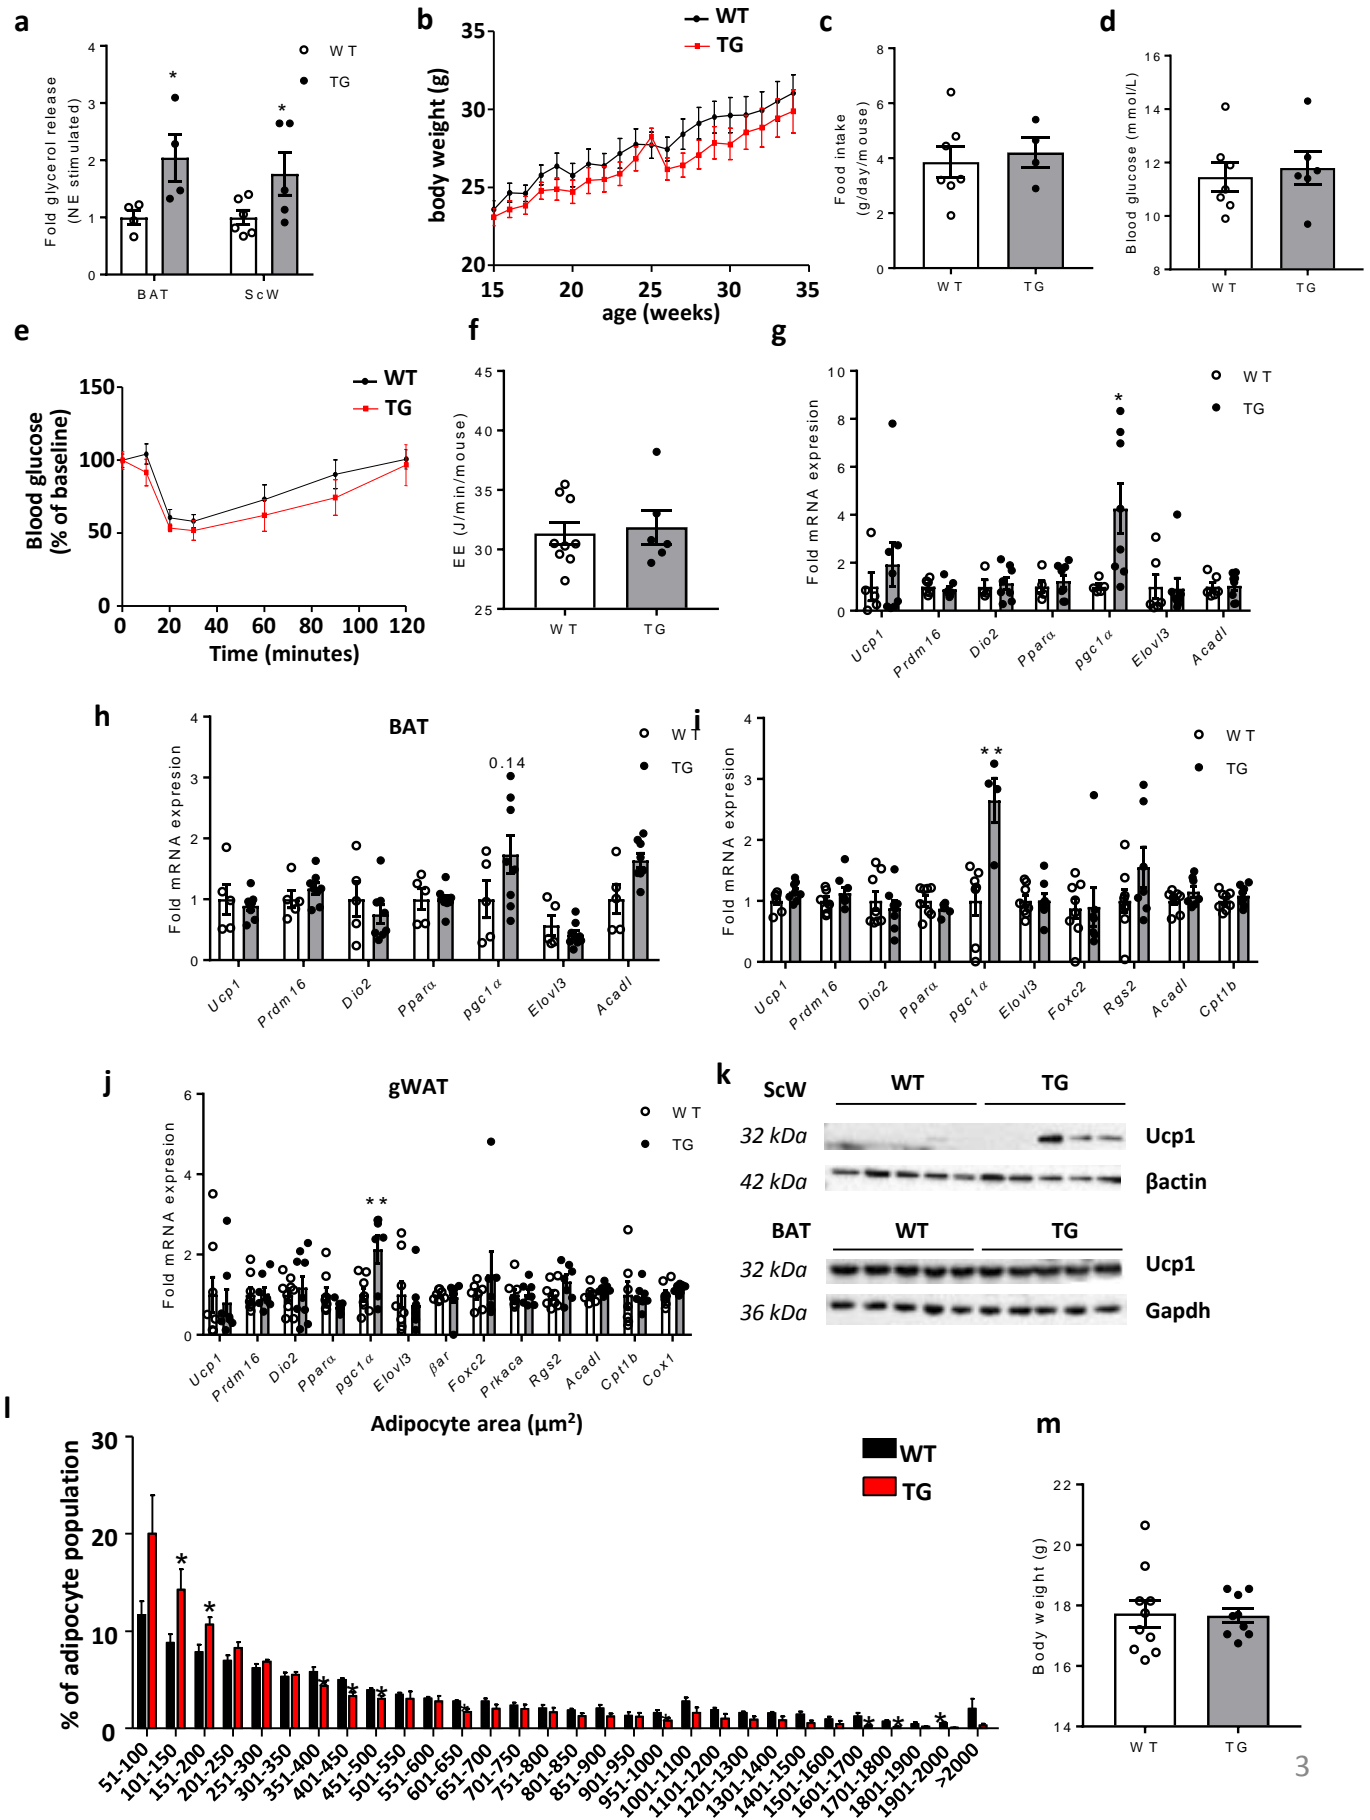 a
Fold glycerol release
(NE stimulated)
4
3
2
1
0
*
*
WT
TG
BAT
ScW
b
body weight (g)
35
30
25
20
15
20
25
30
35
age (weeks)
WT
TG
c
Food intake
(g/day/mouse)
8
6
4
2
0
WT
TG
d
Blood glucose (mmol/L)
16
14
12
10
8
WT
TG
e
Blood glucose
(% of baseline)
150
100
50
0
0
20
40
60
80
100
120
Time (minutes)
WT
TG
f
EE (J/min/mouse)
45
40
35
30
25
WT
TG
g
Fold mRNA expression
10
8
6
4
2
0
*
WT
TG
Ucp1
Prdm16
Dio2
Pparα
pgc1α
Elovl3
Acadl
h
BAT
Fold mRNA expression
4
3
2
1
0
0.14
WT
TG
Ucp1
Prdm16
Dio2
Pparα
pgc1α
Elovl3
Acadl
i
Fold mRNA expression
4
3
2
1
0
**
WT
TG
Ucp1
Prdm16
Dio2
Pparα
pgc1α
Elovl3
Foxc2
Rgs2
Acadl
Cpt1b
j
gWAT
Fold mRNA expression
6
4
2
0
**
WT
TG
Ucp1
Prdm16
Dio2
Pparα
pgc1α
Elovl3
βar
Foxc2
Prkaca
Rgs2
Acadl
Cpt1b
Cox1
k
ScW
WT
TG
32 kDa
Ucp1
42 kDa
βactin
BAT
WT
TG
32 kDa
Ucp1
36 kDa
Gapdh
l
Adipocyte area (µm²)
% of adipocyte population
30
20
10
0
*
*
*
*
*
*
*
*
*
*
WT
TG
51-100
101-150
151-200
201-250
251-300
301-350
351-400
401-450
451-500
501-550
551-600
601-650
651-700
701-750
751-800
801-850
851-900
901-950
951-1000
1001-1100
1101-1200
1201-1300
1301-1400
1401-1500
1501-1600
1601-1700
1701-1800
1801-1900
1901-2000
>2000
m
Body weight (g)
22
20
18
16
14
WT
TG
3